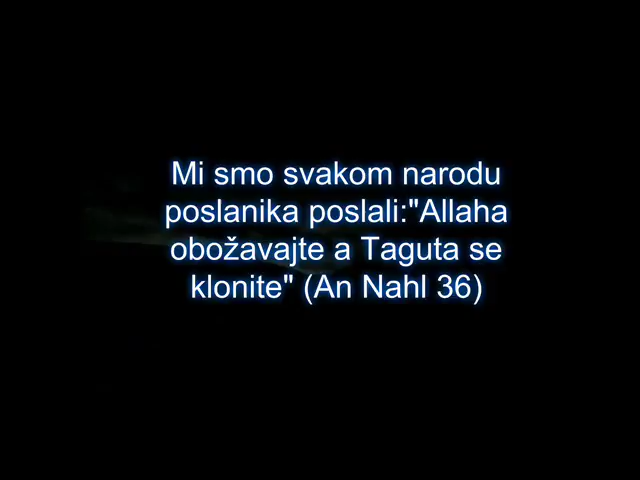 Mi smo svakom narodu
poslanika poslali:"Allaha
obožavajte a Taguta se
klonite" (An Nahl 36)